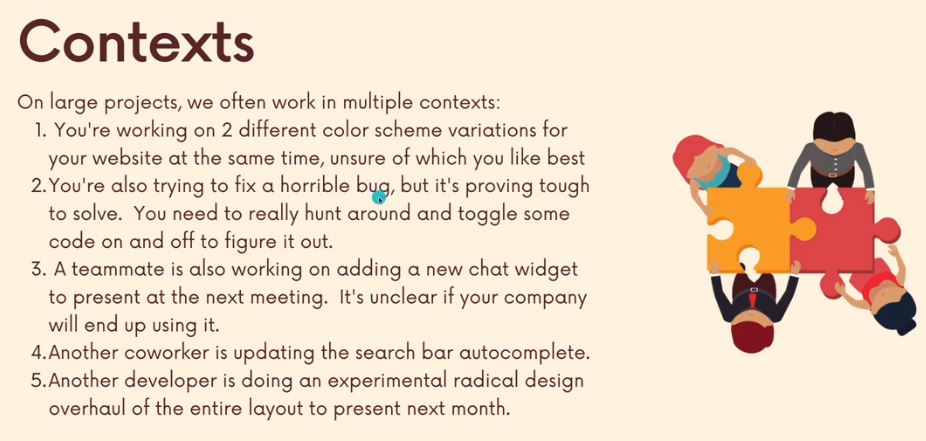 Contexts
On large projects, we often work in multiple contexts:
1. You're working on 2 different color scheme variations for
your website at the same time, unsure of which you like best
2.You're also trying to fix a horrible bug, but it's proving tough
to solve.  You need to really hunt around and toggle some
code on and off to figure it out.
3. A teammate is also working on adding a new chat widget
to present at the next meeting.  It's unclear if your company
will end up using it.
4.Another coworker is updating the search bar autocomplete.
5.Another developer is doing an experimental radical design
overhaul of the entire layout to present next month.